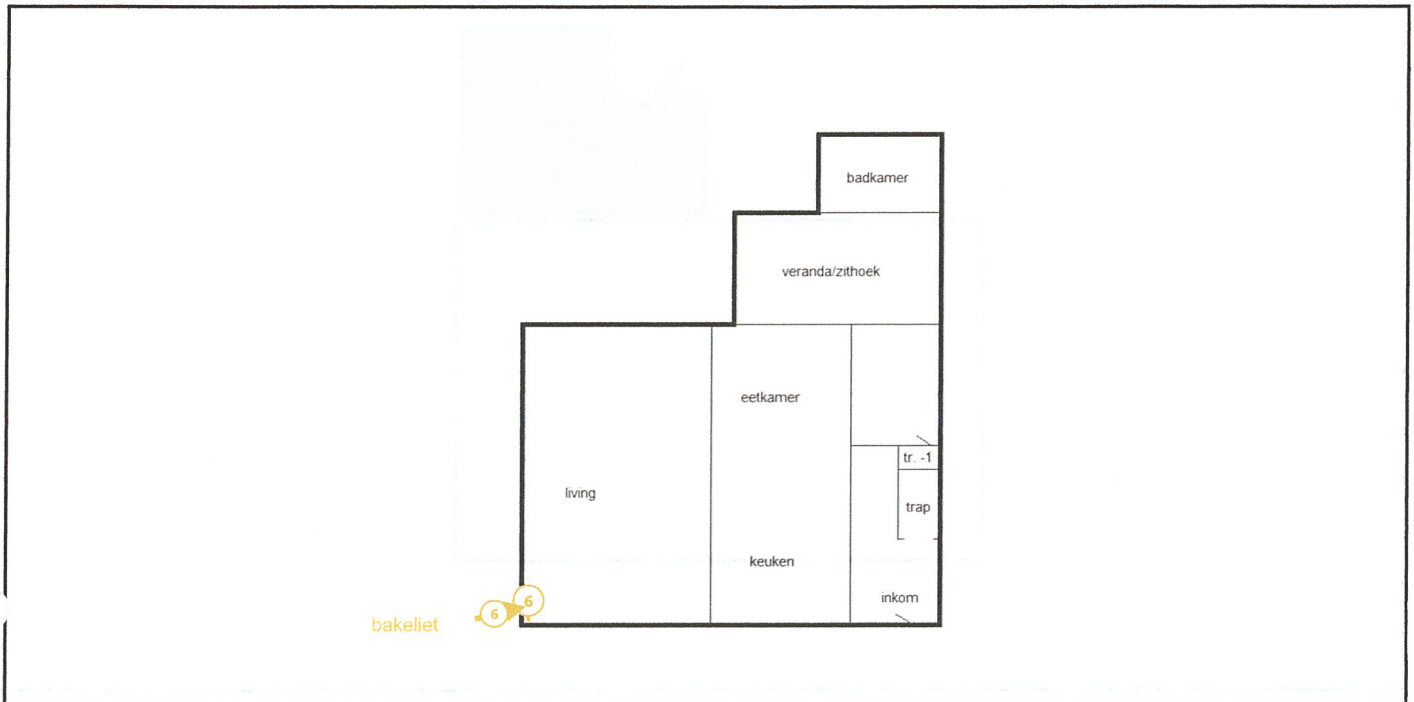 badkamer
veranda/zithoek
eetkamer
tr. -1
living
trap
keuken
6
6
inkom
bakeliet